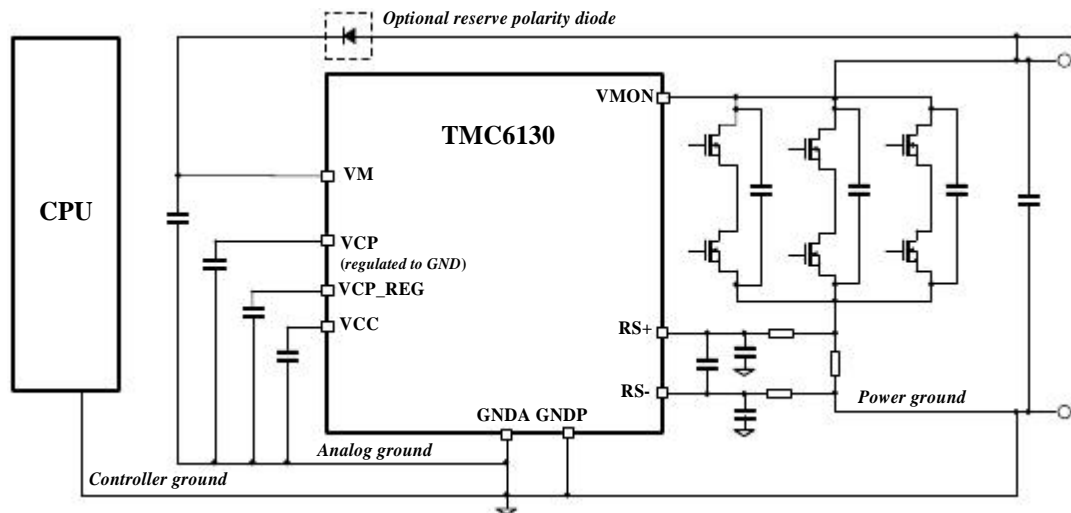 Optional reserve polarity diode
VMON
TMC6130
CPU
VM
VCP
(regulated to GND)
VCP_REG
VCC
RS+
RS-
GNDA GNDP
Power ground
Analog ground
Controller ground